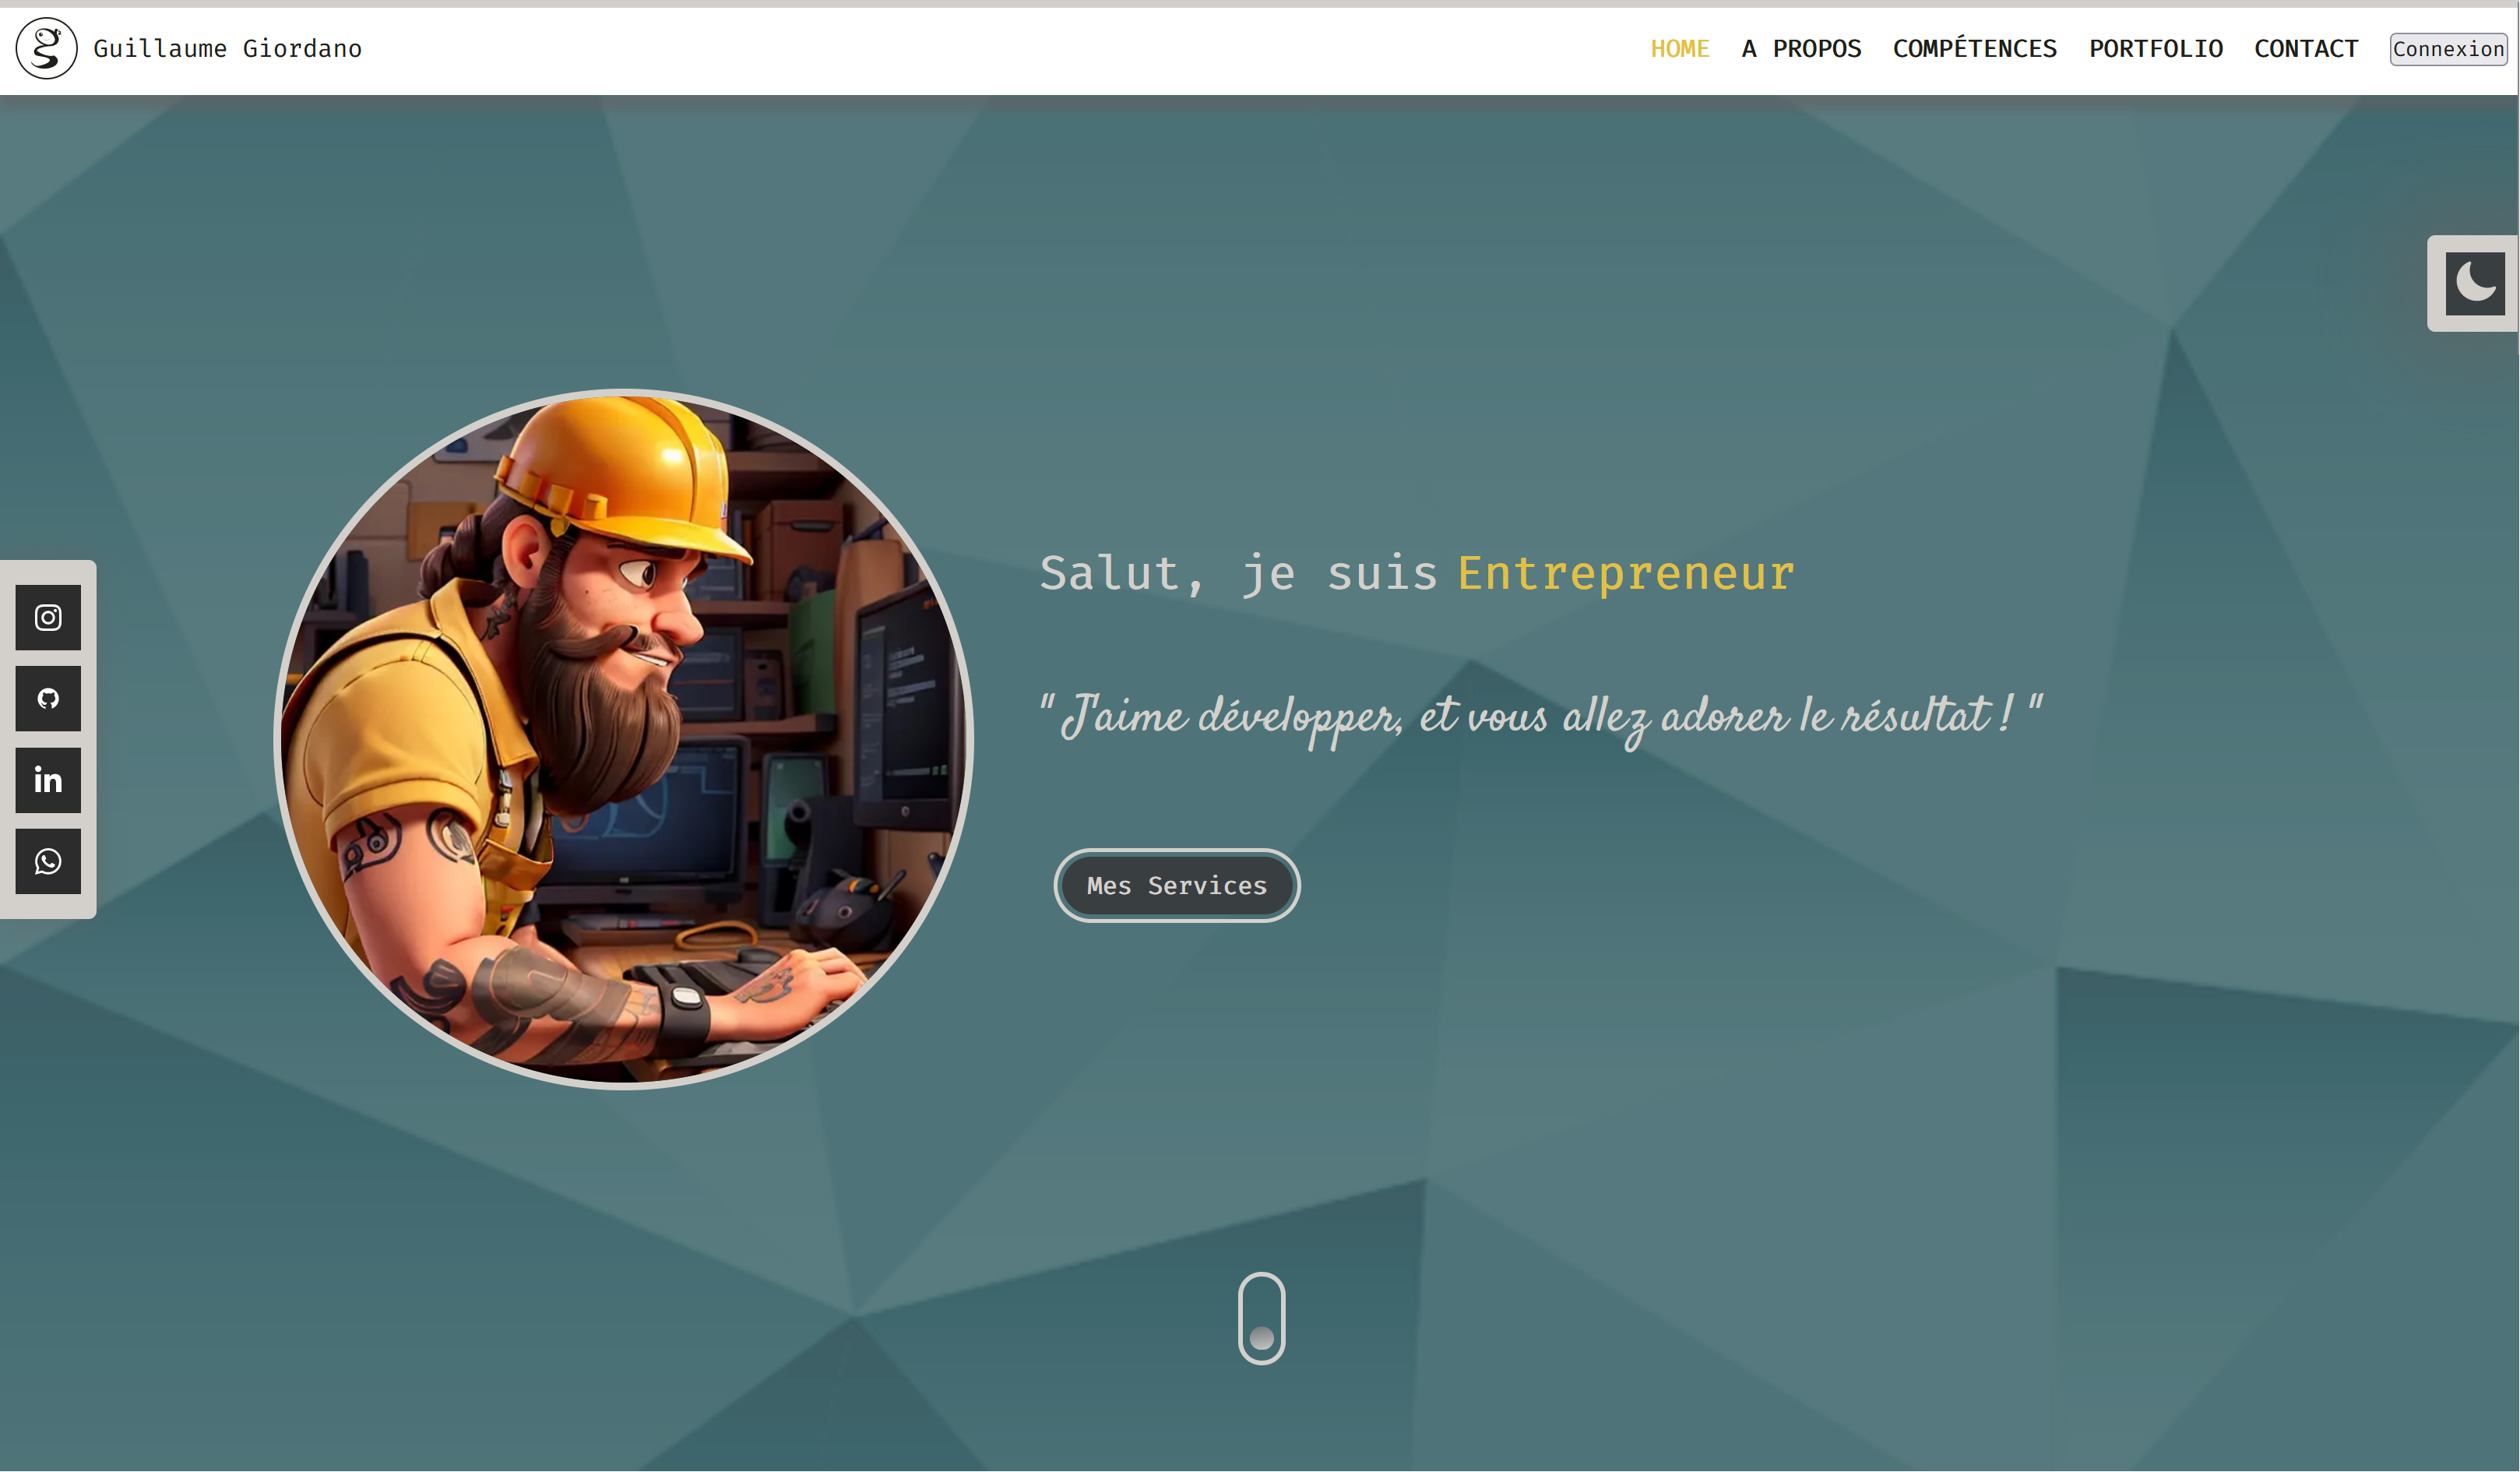 Guillaume Giordano
HOME A PROPOS COMPÉTENCES PORTFOLIO CONTACT Connexion
Salut, je suis Entrepreneur
" J'aime développer, et vous allez adorer le résultat ! "
in
Mes Services